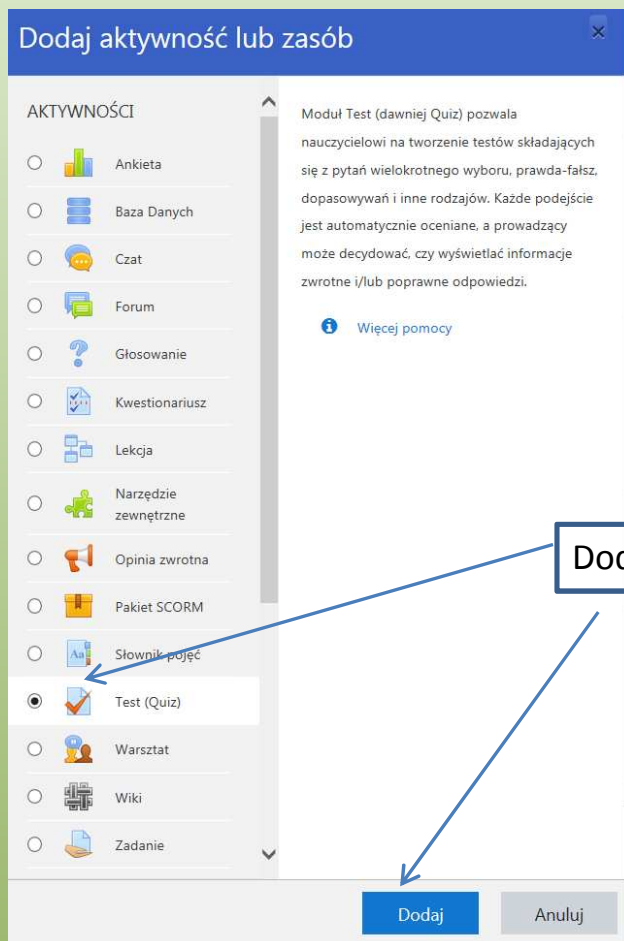 Dodaj aktywność lub zasób
AKTYWNOŚCI
Ankieta
Baza Danych
Czat
Forum
Głosowanie
Kwestionariusz
Lekcja
Narzędzie
zewnętrzne
Opinia zwrotna
Pakiet SCORM
Słownik pojęć
Test (Quiz)
Warsztat
Wiki
Zadanie
Moduł Test (dawniej Quiz) pozwala
nauczycielowi na tworzenie testów składających
się z pytań wielokrotnego wyboru, prawda-fałsz,
dopasowywań i inne rodzajów. Każde podejście
jest automatycznie oceniane, a prowadzący
może decydować, czy wyświetlać informacje
zwrotne i/lub poprawne odpowiedzi.
Więcej pomocy
Dodaj
Anuluj